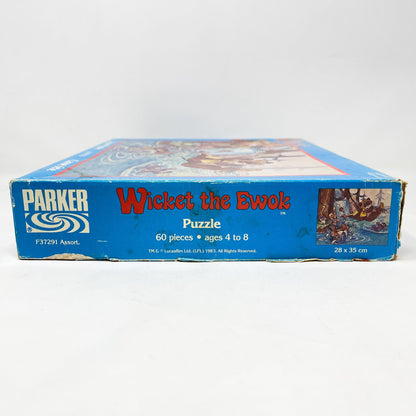 PARKER
F37291 Assort.
Wicket the Ewok ™
Puzzle
60 pieces • ages 4 to 8
T.M. © Lucasfilm Ltd. (LFL) 1983. All Rights Reserved.
28 x 35 cm